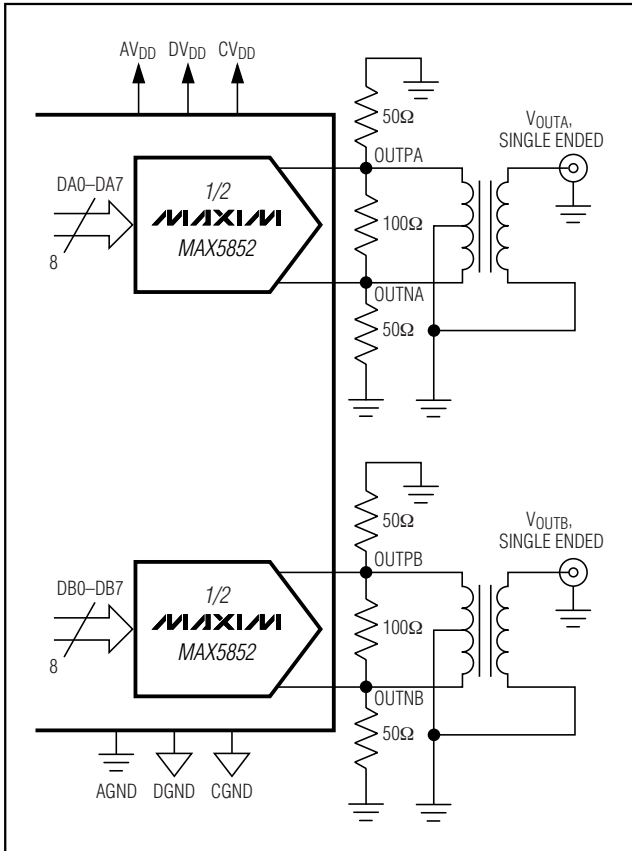 AVDD DVDD CVDD
50Ω
VOUTA,
SINGLE ENDED
OUTPA
DA0–DA7
1/2
MAXIM
MAX5852
8
100Ω
OUTNA
50Ω
50Ω
VOUTB,
SINGLE ENDED
OUTPB
DB0–DB7
1/2
MAXIM
MAX5852
8
100Ω
OUTNB
50Ω
AGND DGND CGND